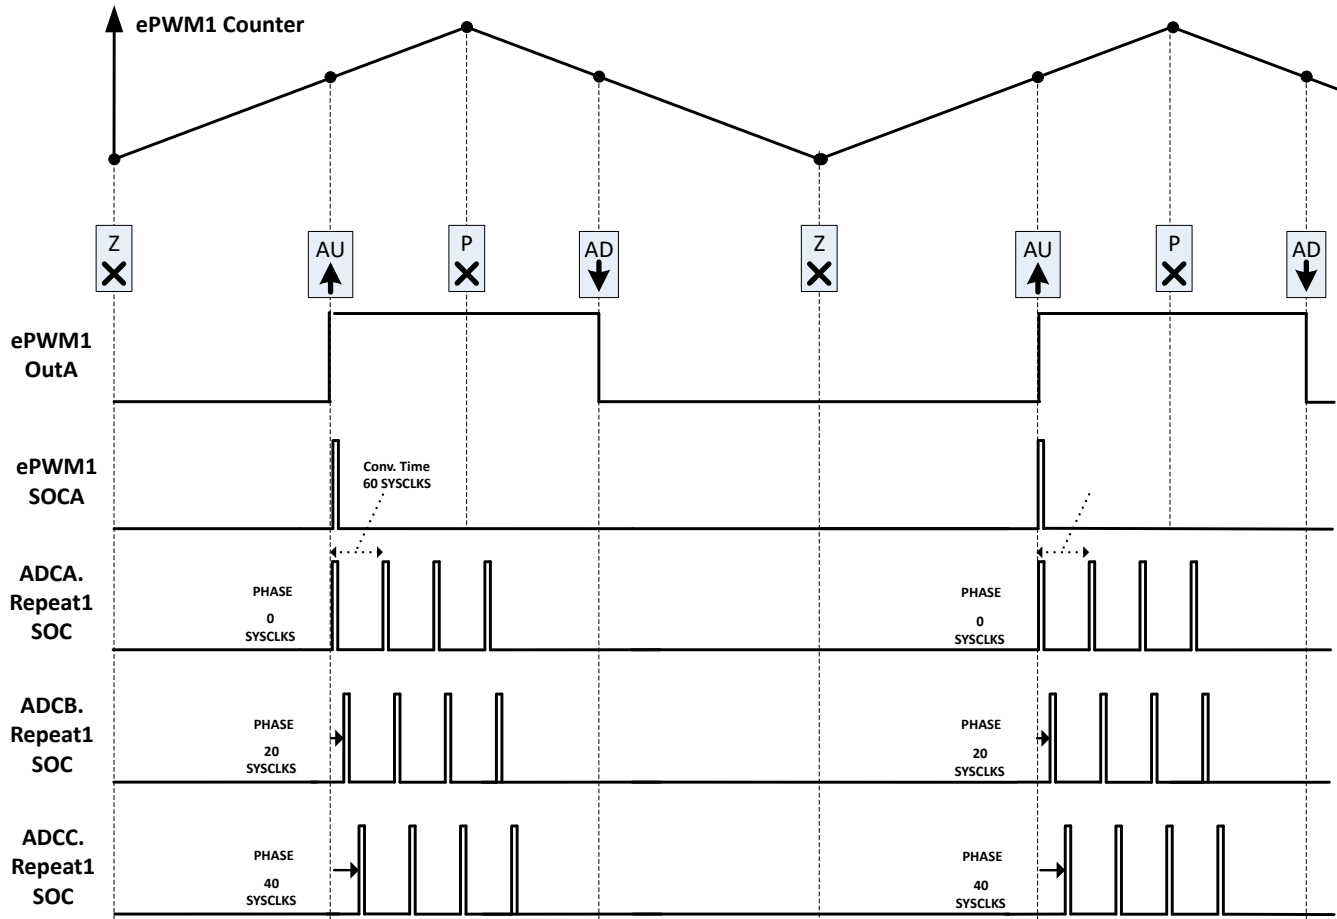 ePWM1 Counter
Z
AU
P
AD
Z
AU
P
AD
ePWM1
OutA
ePWM1
SOCA
Conv. Time
60 SYSCLKS
ADCA.
Repeat1
SOC
PHASE
0
SYSCLKS
PHASE
0
SYSCLKS
ADCB.
Repeat1
SOC
PHASE
20
SYSCLKS
PHASE
20
SYSCLKS
ADCC.
Repeat1
SOC
PHASE
40
SYSCLKS
PHASE
40
SYSCLKS